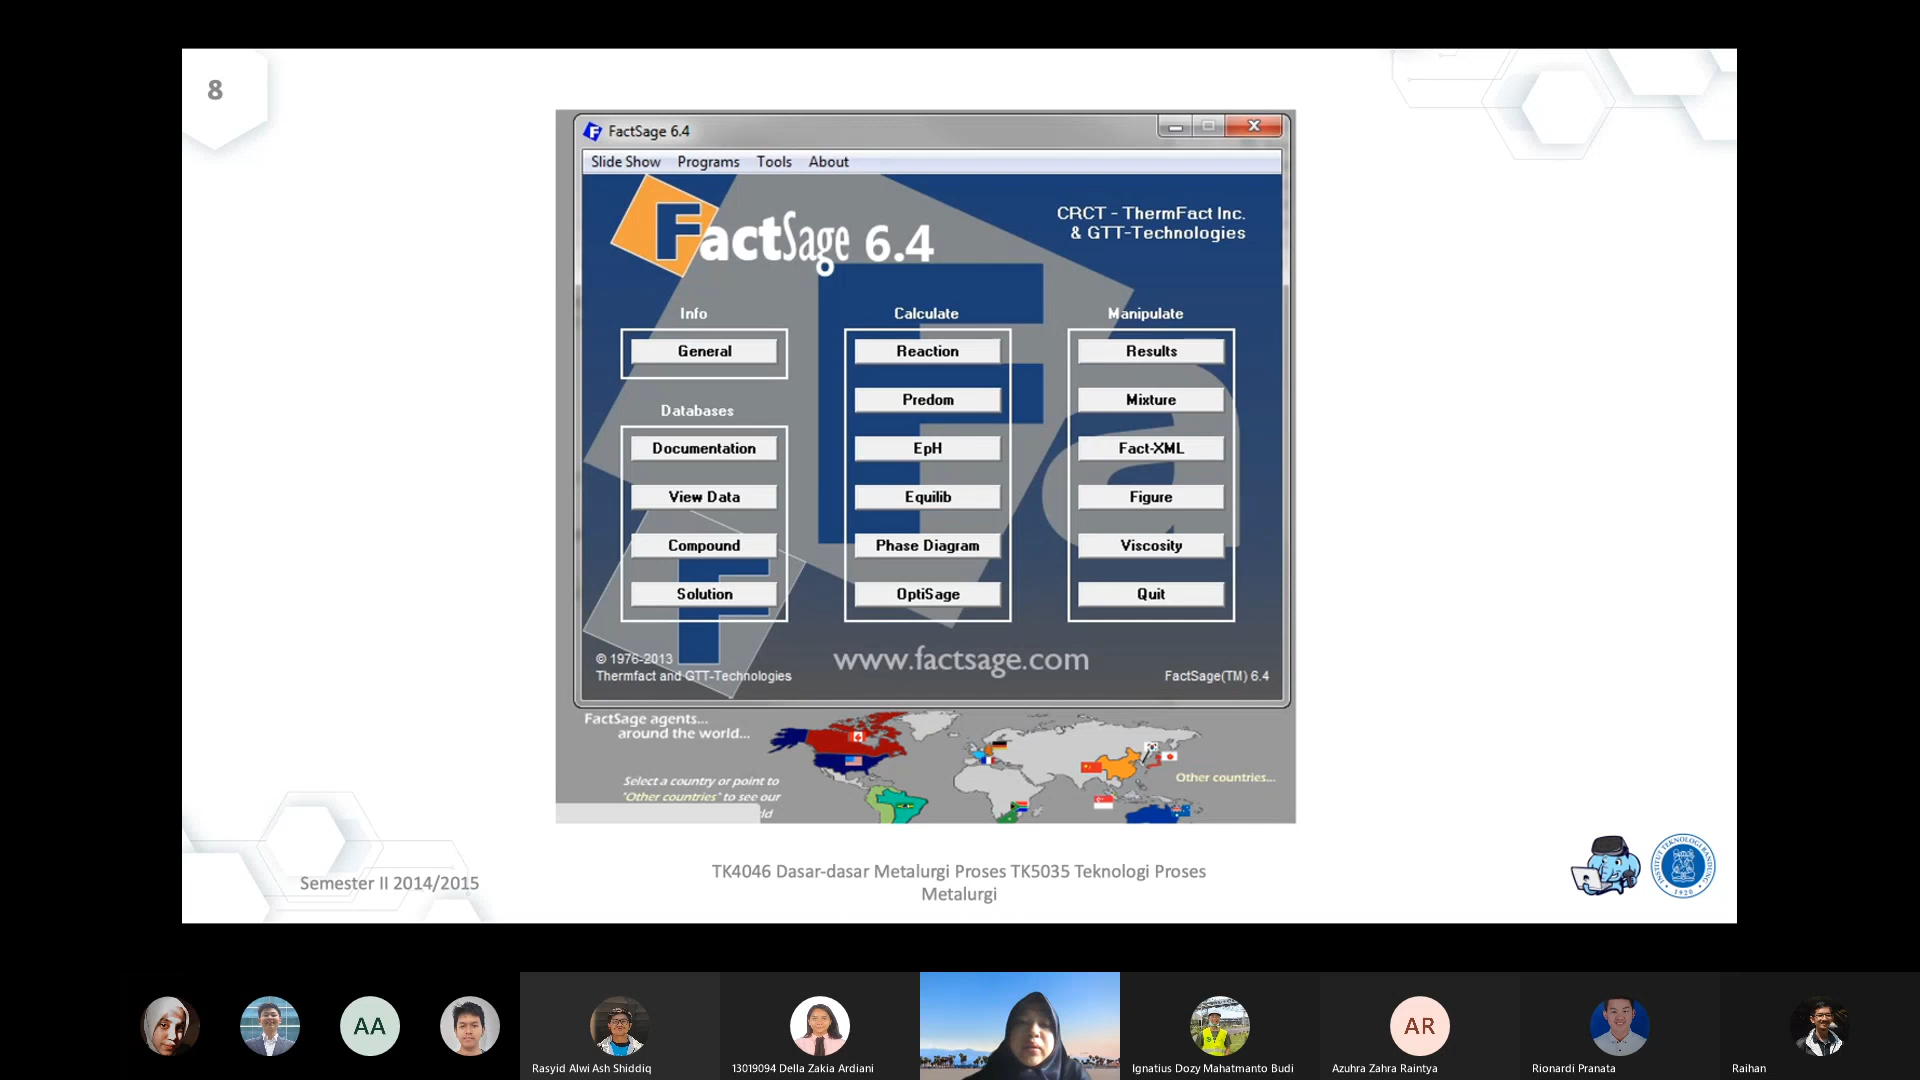 8
FactSage 6.4
Slide Show Programs Tools About
FactSage 6.4
CRCT - ThermFact Inc.
& GTT-Technologies
Info
General
Databases
Documentation
View Data
Compound
Solution
Calculate
Reaction
Predom
EpH
Equilib
Phase Diagram
OptiSage
Manipulate
Results
Mixture
Fact-XML
Figure
Viscosity
Quit
© 1976-2013
Thermfact and GTT-Technologies
www.factsage.com
FactSage(TM) 6.4
FactSage agents...
around the world...
Select a country or point to
"Other countries" to see our
Other countries...
Semester II 2014/2015
TK4046 Dasar-dasar Metalurgi Proses TK5035 Teknologi Proses
Metalurgi
INSTITUT TEKNOLOGI BANDUNG
1920
AA
AR
Rasyid Alwi Ash Shiddiq
13019094 Della Zakia Ardiani
Ignatius Dozy Mahatmanto Budi
Azuhra Zahra Raintya
Rionardi Pranata
Raihan